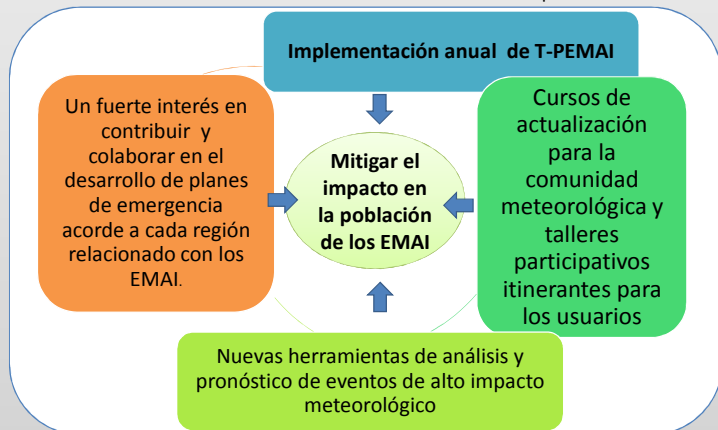 Implementación anual de T-PEMAI
Un fuerte interés en
contribuir y
colaborar en el
desarrollo de planes
de emergencia
acorde a cada región
relacionado con los
EMAI.
Mitigar el
impacto en
la población
de los EMAI
Cursos de
actualización
para la
comunidad
meteorológica y
talleres
participativos
itinerantes para
los usuarios
Nuevas herramientas de análisis y
pronóstico de eventos de alto impacto
meteorológico